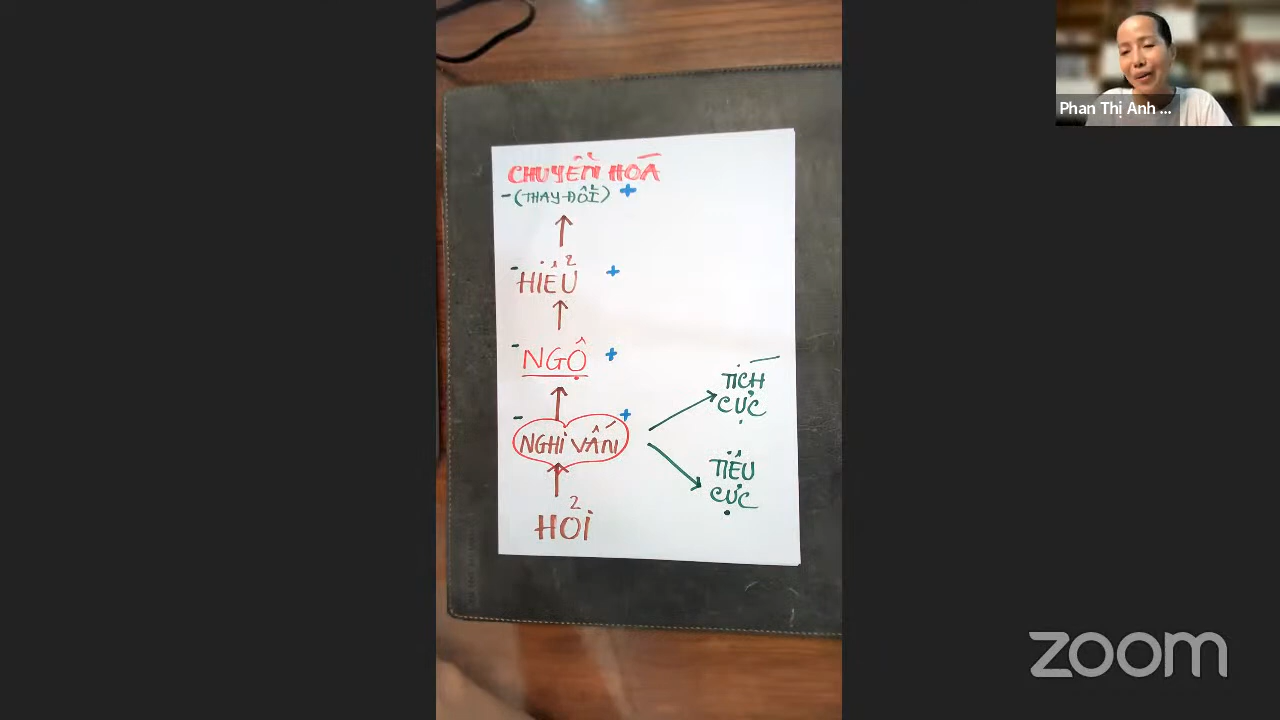 CHUYỂN HOÁ
- (THAY ĐỔI) +
- HIỂU +
- NGỘ +
- NGHI VẤN +
TÍCH
CỰC
TIÊU
CỰC
HỎI
Phan Thị Anh ...
zoom